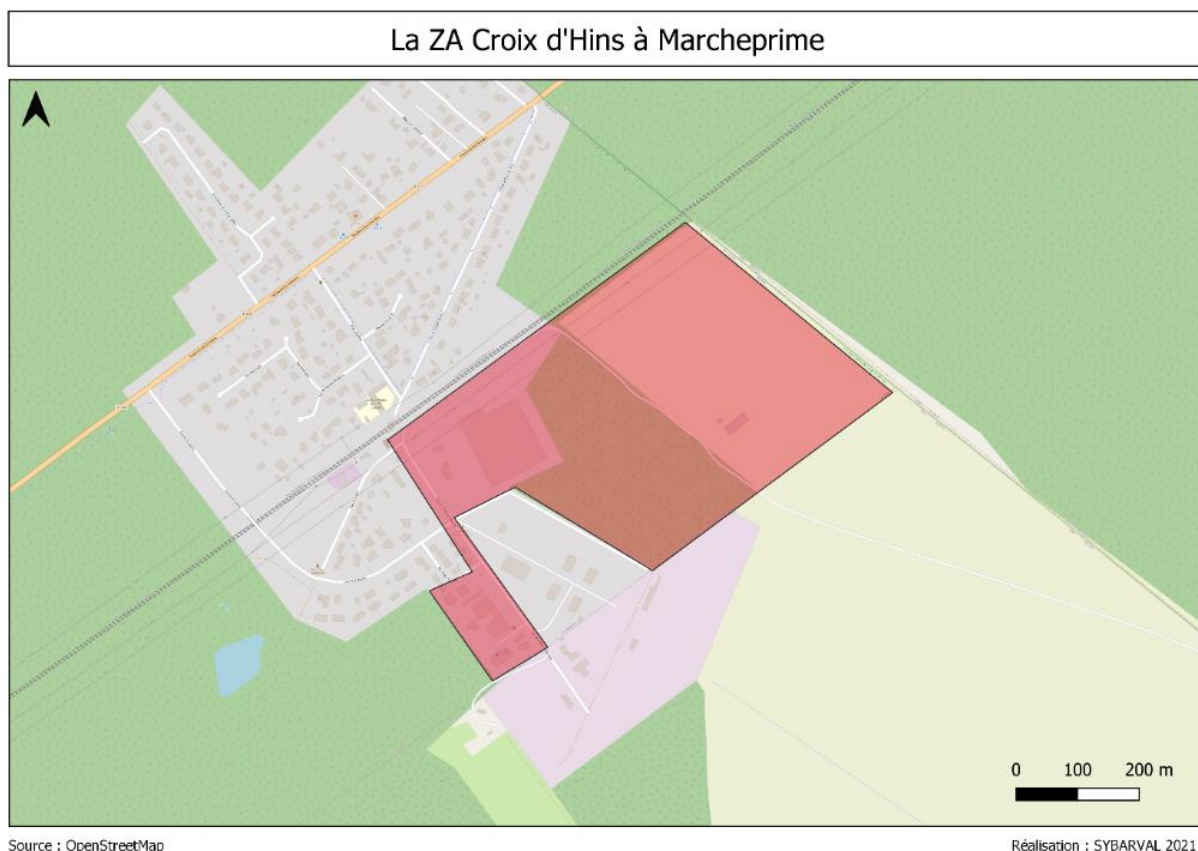 La ZA Croix d'Hins à Marcheprime
0 100 200 m
Source : OpenStreetMap
Réalisation : SYBARVAL 2021